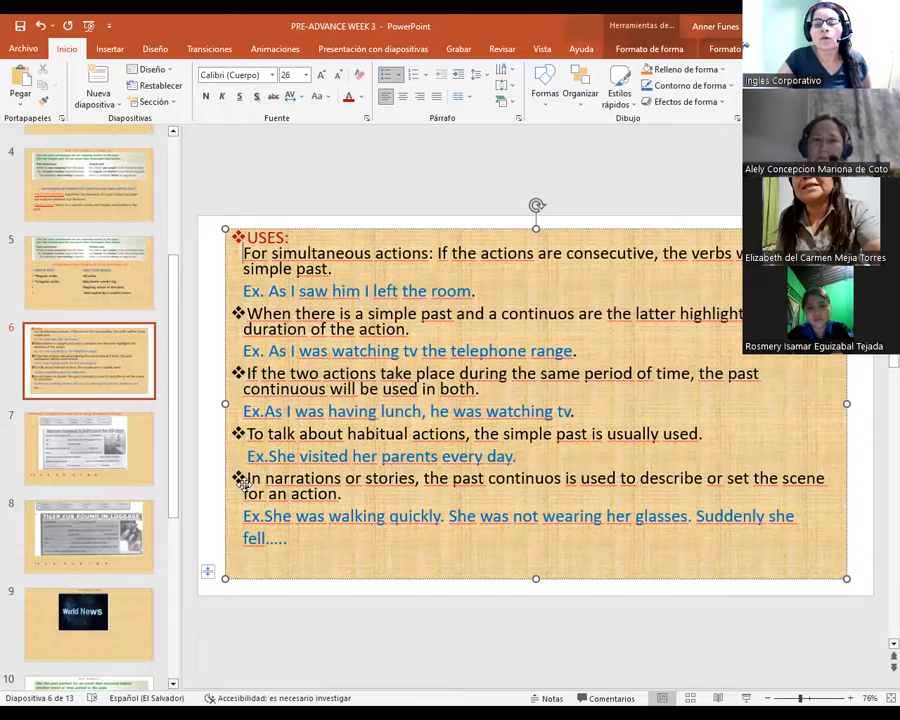 PRE-ADVANCE WEEK 3 - PowerPoint
Herramientas de...
Anner Funes
Archivo
Inicio
Insertar
Diseño
Transiciones
Animaciones
Presentación con diapositivas
Grabar
Revisar
Vista
Ayuda
Formato de forma
Formato
Pegar
Nueva
diapositiva
Diseño
Restablecer
Sección
Calibri (Cuerpo)
26
N K S S abc AV Aa A
Formas
Organizar
Estilos
rápidos
Relleno de forma
Contorno de forma
Efectos de forma
Portapapeles
Diapositivas
Fuente
Párrafo
Dibujo
Ingles Corporativo
Alely Concepcion Mariona de Coto
Elizabeth del Carmen Mejia Torres
Rosmery Isamar Eguizabal Tejada
4
5
6
7
8
9
World News
10
USES:
For simultaneous actions: If the actions are consecutive, the verbs
simple past.
Ex. As I saw him I left the room.
When there is a simple past and a continuos are the latter highlight
duration of the action.
Ex. As I was watching tv the telephone range.
If the two actions take place during the same period of time, the past
continuous will be used in both.
Ex.As I was having lunch, he was watching tv.
To talk about habitual actions, the simple past is usually used.
Ex.She visited her parents every day.
In narrations or stories, the past continuos is used to describe or set the scene
for an action.
Ex.She was walking quickly. She was not wearing her glasses. Suddenly she
fell.....
Diapositiva 6 de 13
Español (El Salvador)
Accesibilidad: es necesario investigar
Notas
Comentarios
76%